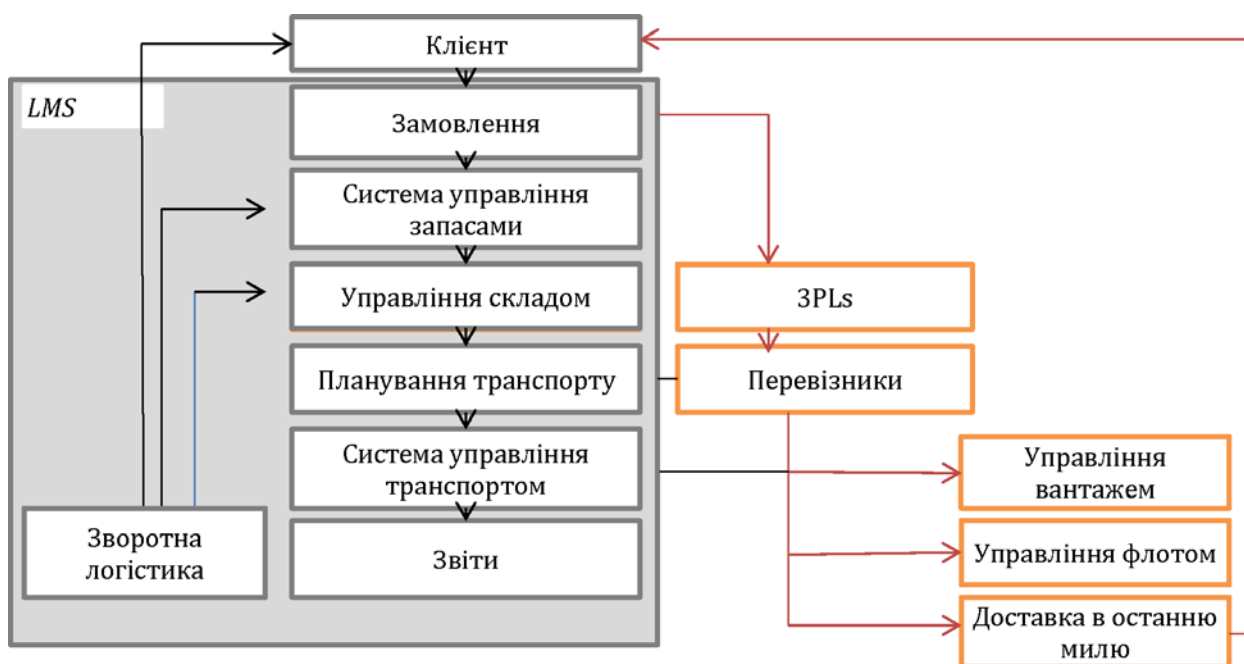 Клієнт
LMS
Замовлення
Система управління
запасами
Управління складом
3PLs
Планування транспорту
Перевізники
Система управління
транспортом
Управління
вантажем
Зворотна
логістика
Звіти
Управління флотом
Доставка в останню
милю